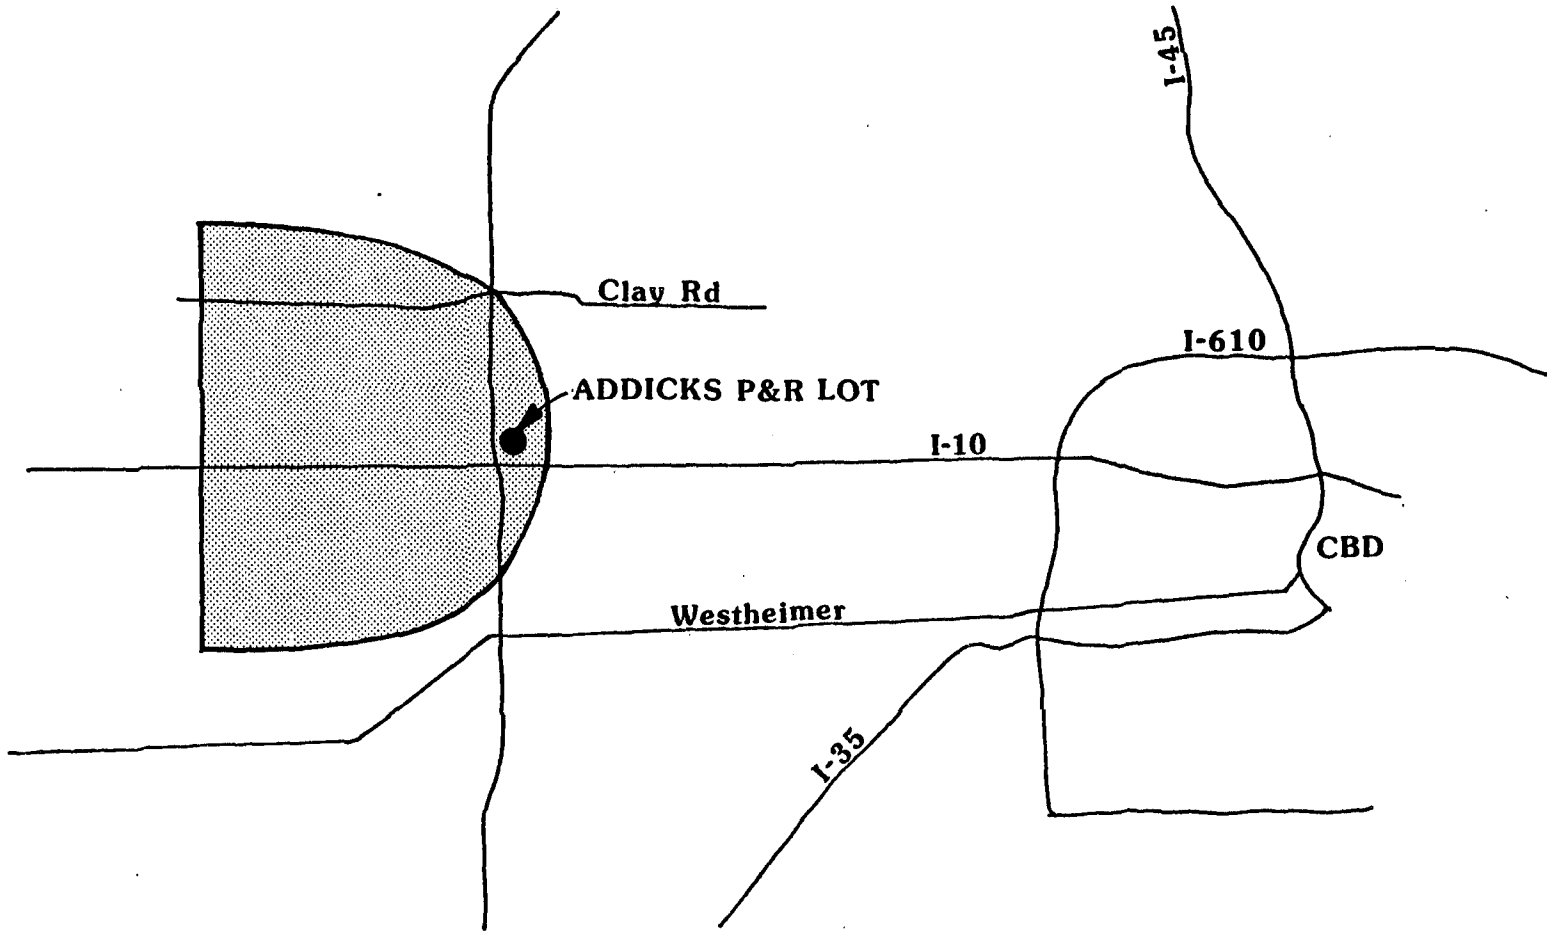 I-45
Clay Rd
I-610
ADDICKS P&R LOT
I-10
CBD
Westheimer
I-35